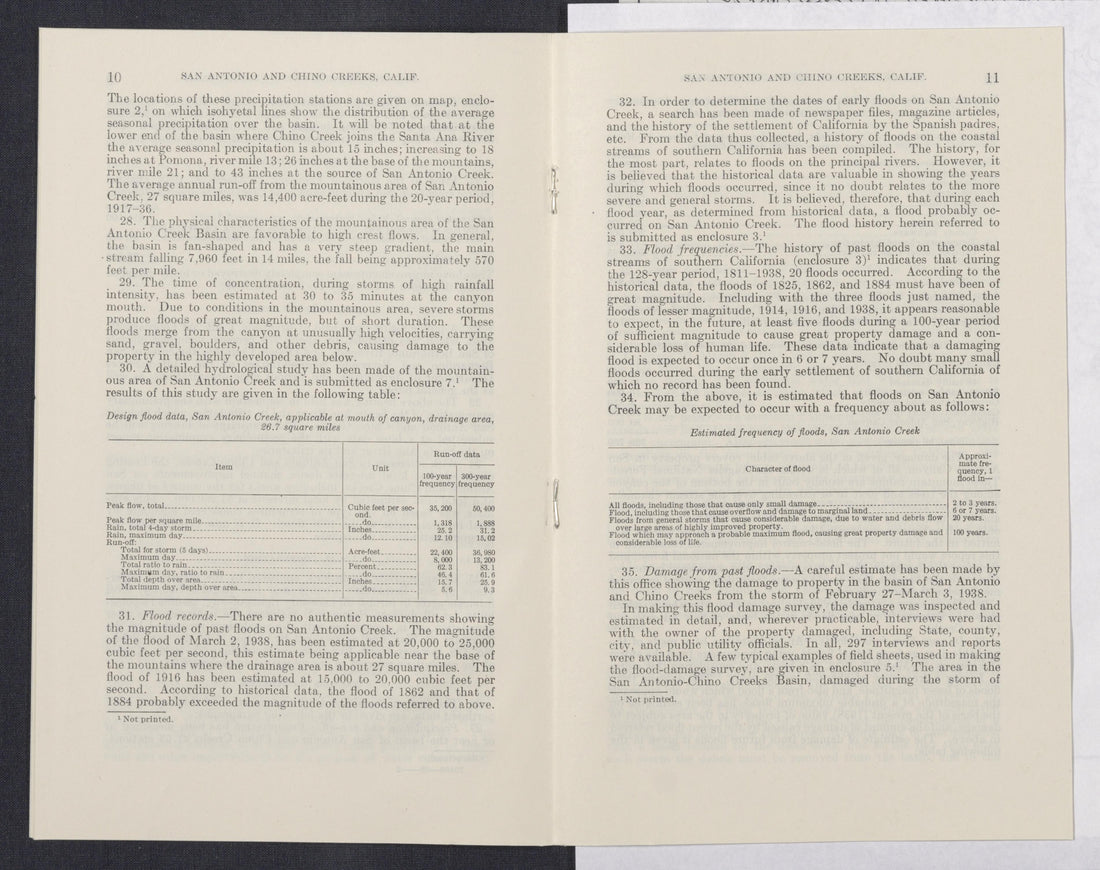 10 SAN ANTONIO AND CHINO CREEKS, CALIF.
The locations of these precipitation stations are given on map, enclo-
sure 2,¹ on which isohyetal lines show the distribution of the average
seasonal precipitation over the basin. It will be noted that at the
lower end of the basin where Chino Creek joins the Santa Ana River
the average seasonal precipitation is about 15 inches; increasing to 18
inches at Pomona, river mile 13; 26 inches at the base of the mountains,
river mile 21; and to 43 inches at the source of San Antonio Creek.
The average annual run-off from the mountainous area of San Antonio
Creek, 27 square miles, was 14,400 acre-feet during the 20-year period,
1917–36.
28. The physical characteristics of the mountainous area of the San
Antonio Creek Basin are favorable to high crest flows. In general,
the basin is fan-shaped and has a very steep gradient, the main
stream falling 7,960 feet in 14 miles, the fall being approximately 570
feet per mile.
29. The time of concentration, during storms of high rainfall
intensity, has been estimated at 30 to 35 minutes at the canyon
mouth. Due to conditions in the mountainous area, severe storms
produce floods of great magnitude, but of short duration. These
floods merge from the canyon at unusually high velocities, carrying
sand, gravel, boulders, and other debris, causing damage to the
property in the highly developed area below.
30. A detailed hydrological study has been made of the mountain-
ous area of San Antonio Creek and is submitted as enclosure 7.¹ The
results of this study are given in the following table:
Design flood data, San Antonio Creek, applicable at mouth of canyon, drainage area,
26.7 square miles
Item Unit Run-off data
100-year frequency 300-year frequency
Peak flow, total Cubic feet per sec-ond. 35,200 50,400
Peak flow per square mile do 1,318 1,888
Rain, total 4-day storm Inches 25.2 31.2
Rain, maximum day do 12.10 15.02
Run-off:
Total for storm (5 days) Acre-feet 22,400 36,980
Maximum day do 8,000 13,200
Total ratio to rain Percent 62.3 83.1
Maximum day, ratio to rain do 46.4 61.6
Total depth over area Inches 15.7 25.9
Maximum day, depth over area do 5.6 9.3
31. Flood records.—There are no authentic measurements showing
the magnitude of past floods on San Antonio Creek. The magnitude
of the flood of March 2, 1938, has been estimated at 20,000 to 25,000
cubic feet per second, this estimate being applicable near the base of
the mountains where the drainage area is about 27 square miles. The
flood of 1916 has been estimated at 15,000 to 20,000 cubic feet per
second. According to historical data, the flood of 1862 and that of
1884 probably exceeded the magnitude of the floods referred to above.
¹ Not printed.
SAN ANTONIO AND CHINO CREEKS, CALIF. 11
32. In order to determine the dates of early floods on San Antonio
Creek, a search has been made of newspaper files, magazine articles,
and the history of the settlement of California by the Spanish padres,
etc. From the data thus collected, a history of floods on the coastal
streams of southern California has been compiled. The history, for
the most part, relates to floods on the principal rivers. However, it
is believed that the historical data are valuable in showing the years
during which floods occurred, since it no doubt relates to the more
severe and general storms. It is believed, therefore, that during each
flood year, as determined from historical data, a flood probably oc-
curred on San Antonio Creek. The flood history herein referred to
is submitted as enclosure 3.¹
33. Flood frequencies.—The history of past floods on the coastal
streams of southern California (enclosure 3)¹ indicates that during
the 128-year period, 1811–1938, 20 floods occurred. According to the
historical data, the floods of 1825, 1862, and 1884 must have been of
great magnitude. Including with the three floods just named, the
floods of lesser magnitude, 1914, 1916, and 1938, it appears reasonable
to expect, in the future, at least five floods during a 100-year period
of sufficient magnitude to cause great property damage and a con-
siderable loss of human life. These data indicate that a damaging
flood is expected to occur once in 6 or 7 years. No doubt many small
floods occurred during the early settlement of southern California of
which no record has been found.
34. From the above, it is estimated that floods on San Antonio
Creek may be expected to occur with a frequency about as follows:
Estimated frequency of floods, San Antonio Creek
Character of flood Approxi-mate fre-quency, 1 flood in—
All floods, including those that cause only small damage 2 to 3 years.
Flood, including those that cause overflow and damage to marginal land 6 or 7 years.
Floods from general storms that cause considerable damage, due to water and debris flow 20 years.
over large areas of highly improved property.
Flood which may approach a probable maximum flood, causing great property damage and 100 years.
considerable loss of life.
35. Damage from past floods.—A careful estimate has been made by
this office showing the damage to property in the basin of San Antonio
and Chino Creeks from the storm of February 27–March 3, 1938.
In making this flood damage survey, the damage was inspected and
estimated in detail, and, wherever practicable, interviews were had
with the owner of the property damaged, including State, county,
city, and public utility officials. In all, 297 interviews and reports
were available. A few typical examples of field sheets, used in making
the flood-damage survey, are given in enclosure 5.¹ The area in the
San Antonio-Chino Creeks Basin, damaged during the storm of
¹ Not printed.